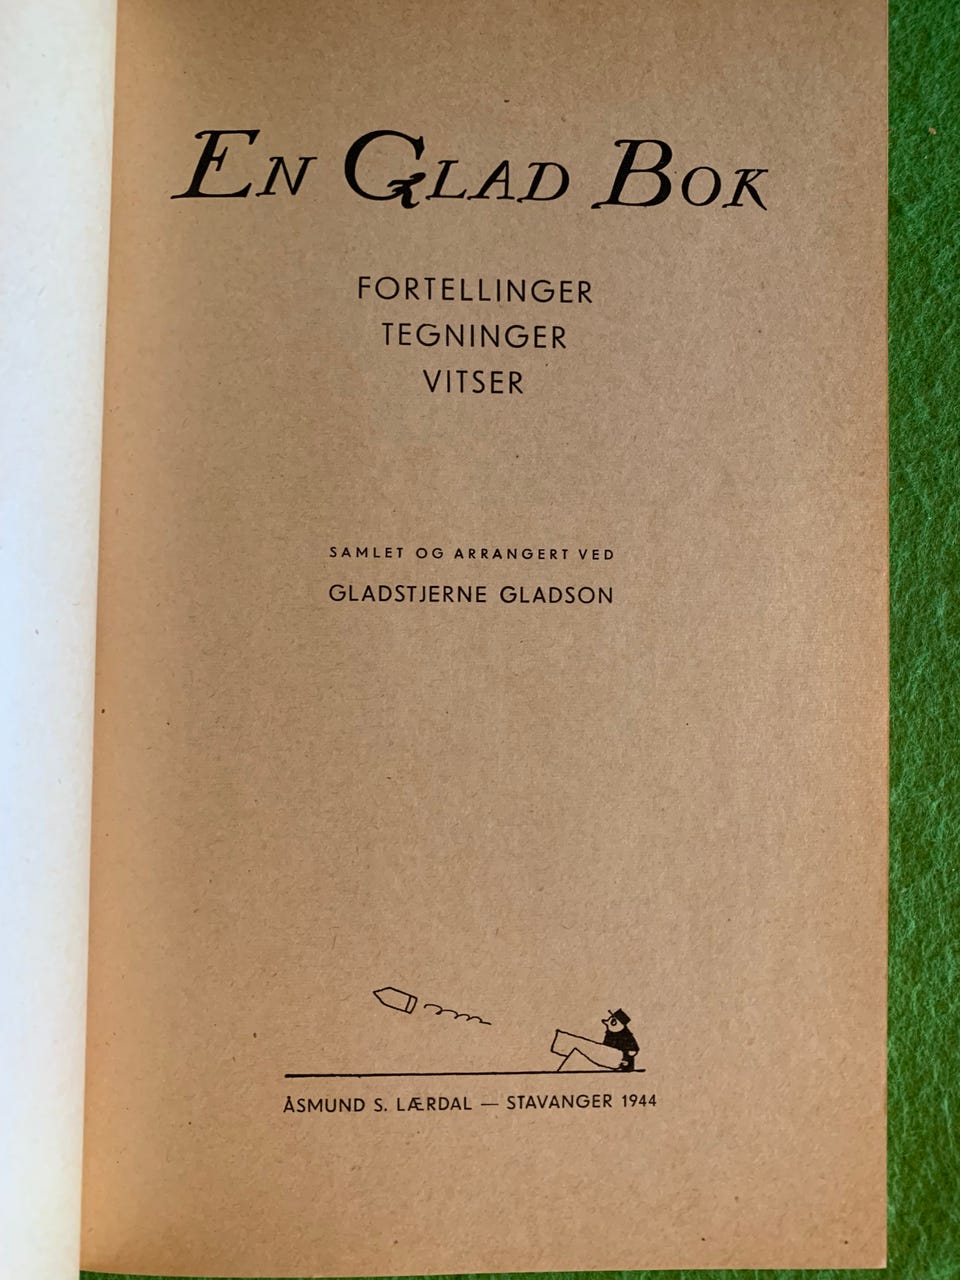 EN GLAD BOK
FORTELLINGER
TEGNINGER
VITSER
SAMLET OG ARRANGERT VED
GLADSTJERNE GLADSON
ÅSMUND S. LÆRDAL — STAVANGER 1944